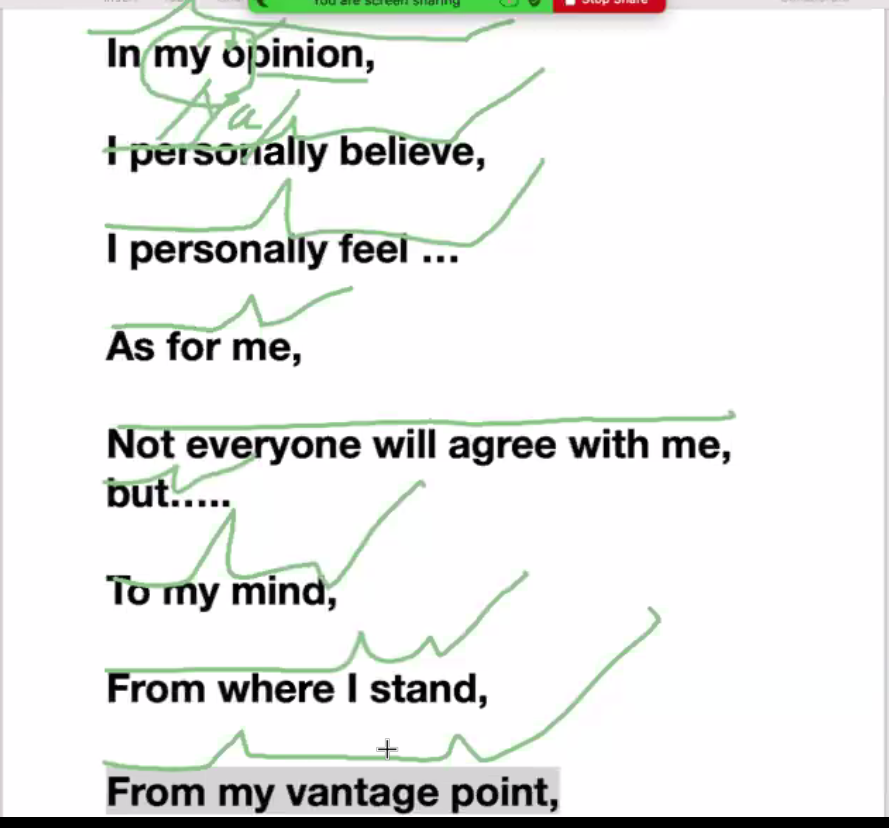 You are screen sharing Stop Share
In my opinion,
I personally believe,
I personally feel ...
As for me,
Not everyone will agree with me,
but.....
To my mind,
From where I stand,
From my vantage point,